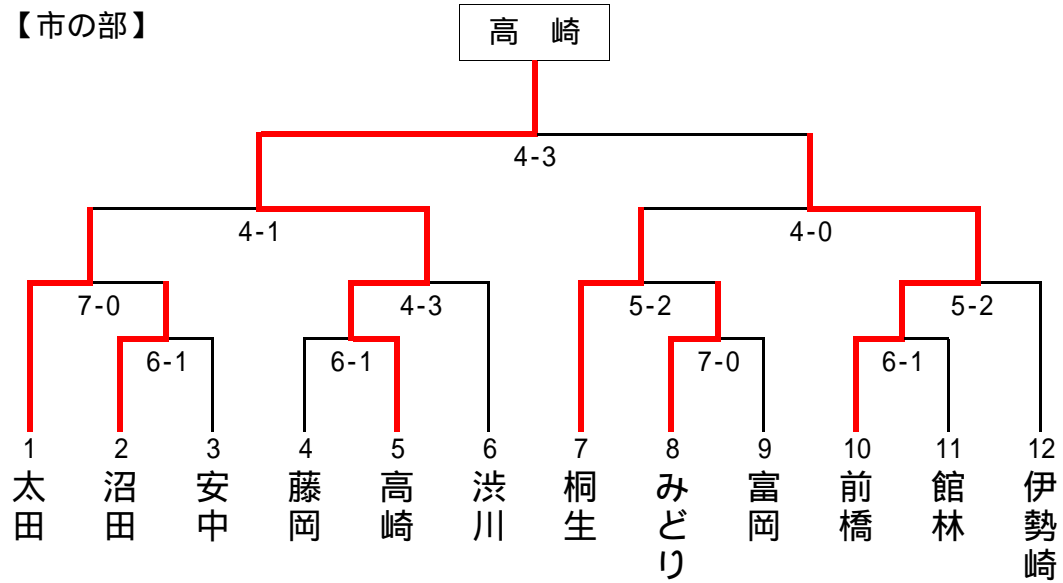 【市の部】
高 崎
4-3
4-1
4-0
7-0
4-3
5-2
5-2
6-1
6-1
7-0
6-1
1 2 3 4 5 6 7 8 9 10 11 12
太田
沼田
安中
藤岡
高崎
渋川
桐生
みどり
富岡
前橋
館林
伊勢崎